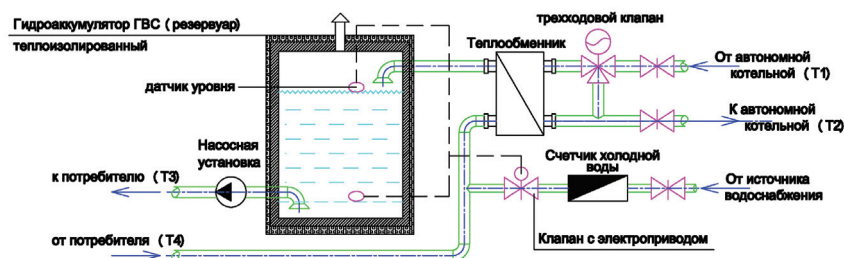 Гидроаккумулятор ГВС ( резервуар)
теплоизолированный
датчик уровня
Насосная
установка
к потребителю ( Т3)
от потребителя ( Т4)
трехходовой клапан
Теплообменник
От автономной
котельной ( Т1)
К автономной
котельной ( Т2)
Счетчик холодной
воды
От источника
водоснабжения
Клапан с электроприводом